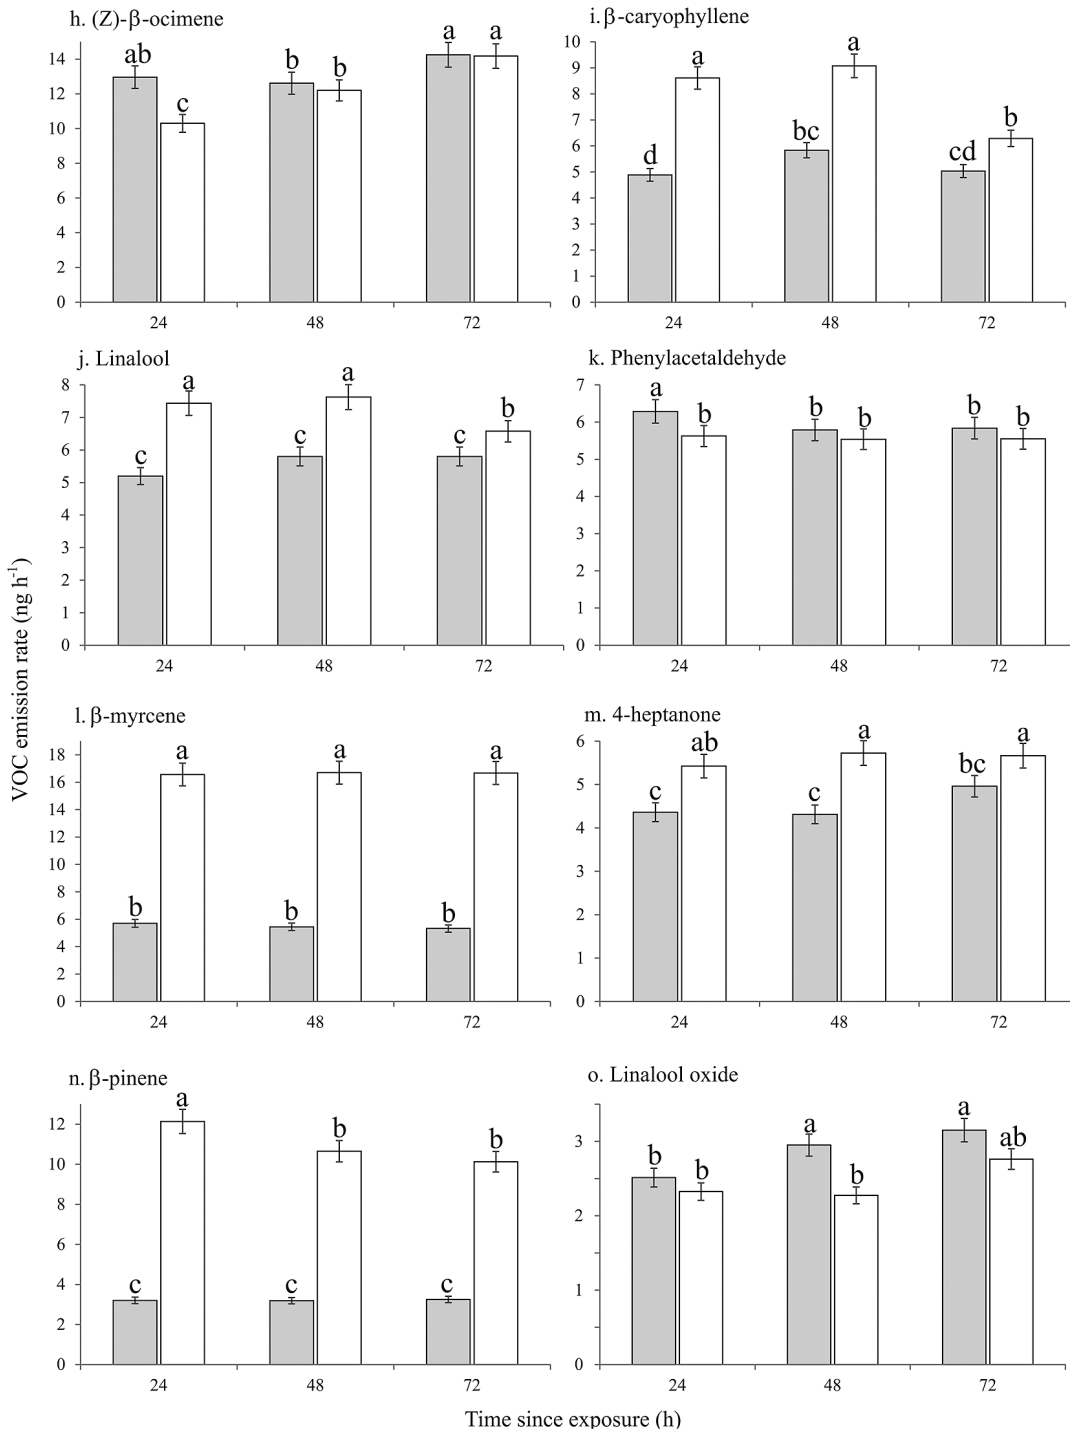 h. (Z)-β-ocimene
14
12
10
8
6
4
2
0
ab
c
b
b
a
a
24 48 72
i. β-caryophyllene
10
9
8
7
6
5
4
3
2
1
0
d
a
bc
a
cd
b
24 48 72
j. Linalool
8
7
6
5
4
3
2
1
0
c
a
c
a
c
b
24 48 72
k. Phenylacetaldehyde
7
6
5
4
3
2
1
0
a
b
b
b
b
b
24 48 72
VOC emission rate (ng h-1)
l. β-myrcene
18
16
14
12
10
8
6
4
2
0
b
a
b
a
b
a
24 48 72
m. 4-heptanone
6
5
4
3
2
1
0
c
ab
c
a
bc
a
24 48 72
n. β-pinene
12
10
8
6
4
2
0
c
a
c
b
c
b
24 48 72
o. Linalool oxide
3
2
1
0
b
b
a
b
a
ab
24 48 72
Time since exposure (h)